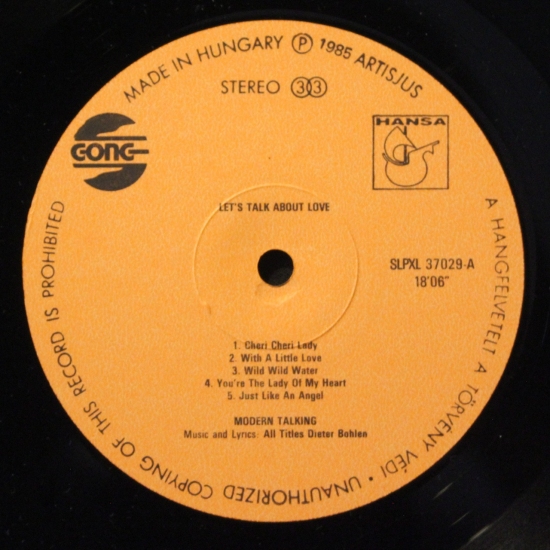 MADE IN HUNGARY Ⓟ 1985 ARTISJUS
STEREO 33
GONG
HANSA
LET'S TALK ABOUT LOVE
SLPXL 37029-A
18'06"
1. Cheri Cheri Lady
2. With A Little Love
3. Wild Wild Water
4. You're The Lady Of My Heart
5. Just Like An Angel
MODERN TALKING
Music and Lyrics: All Titles Dieter Bohlen
A HANGFELVÉTELT A TÖRVÉNY VÉDI • UNAUTHORIZED COPYING OF THIS RECORD IS PROHIBITED